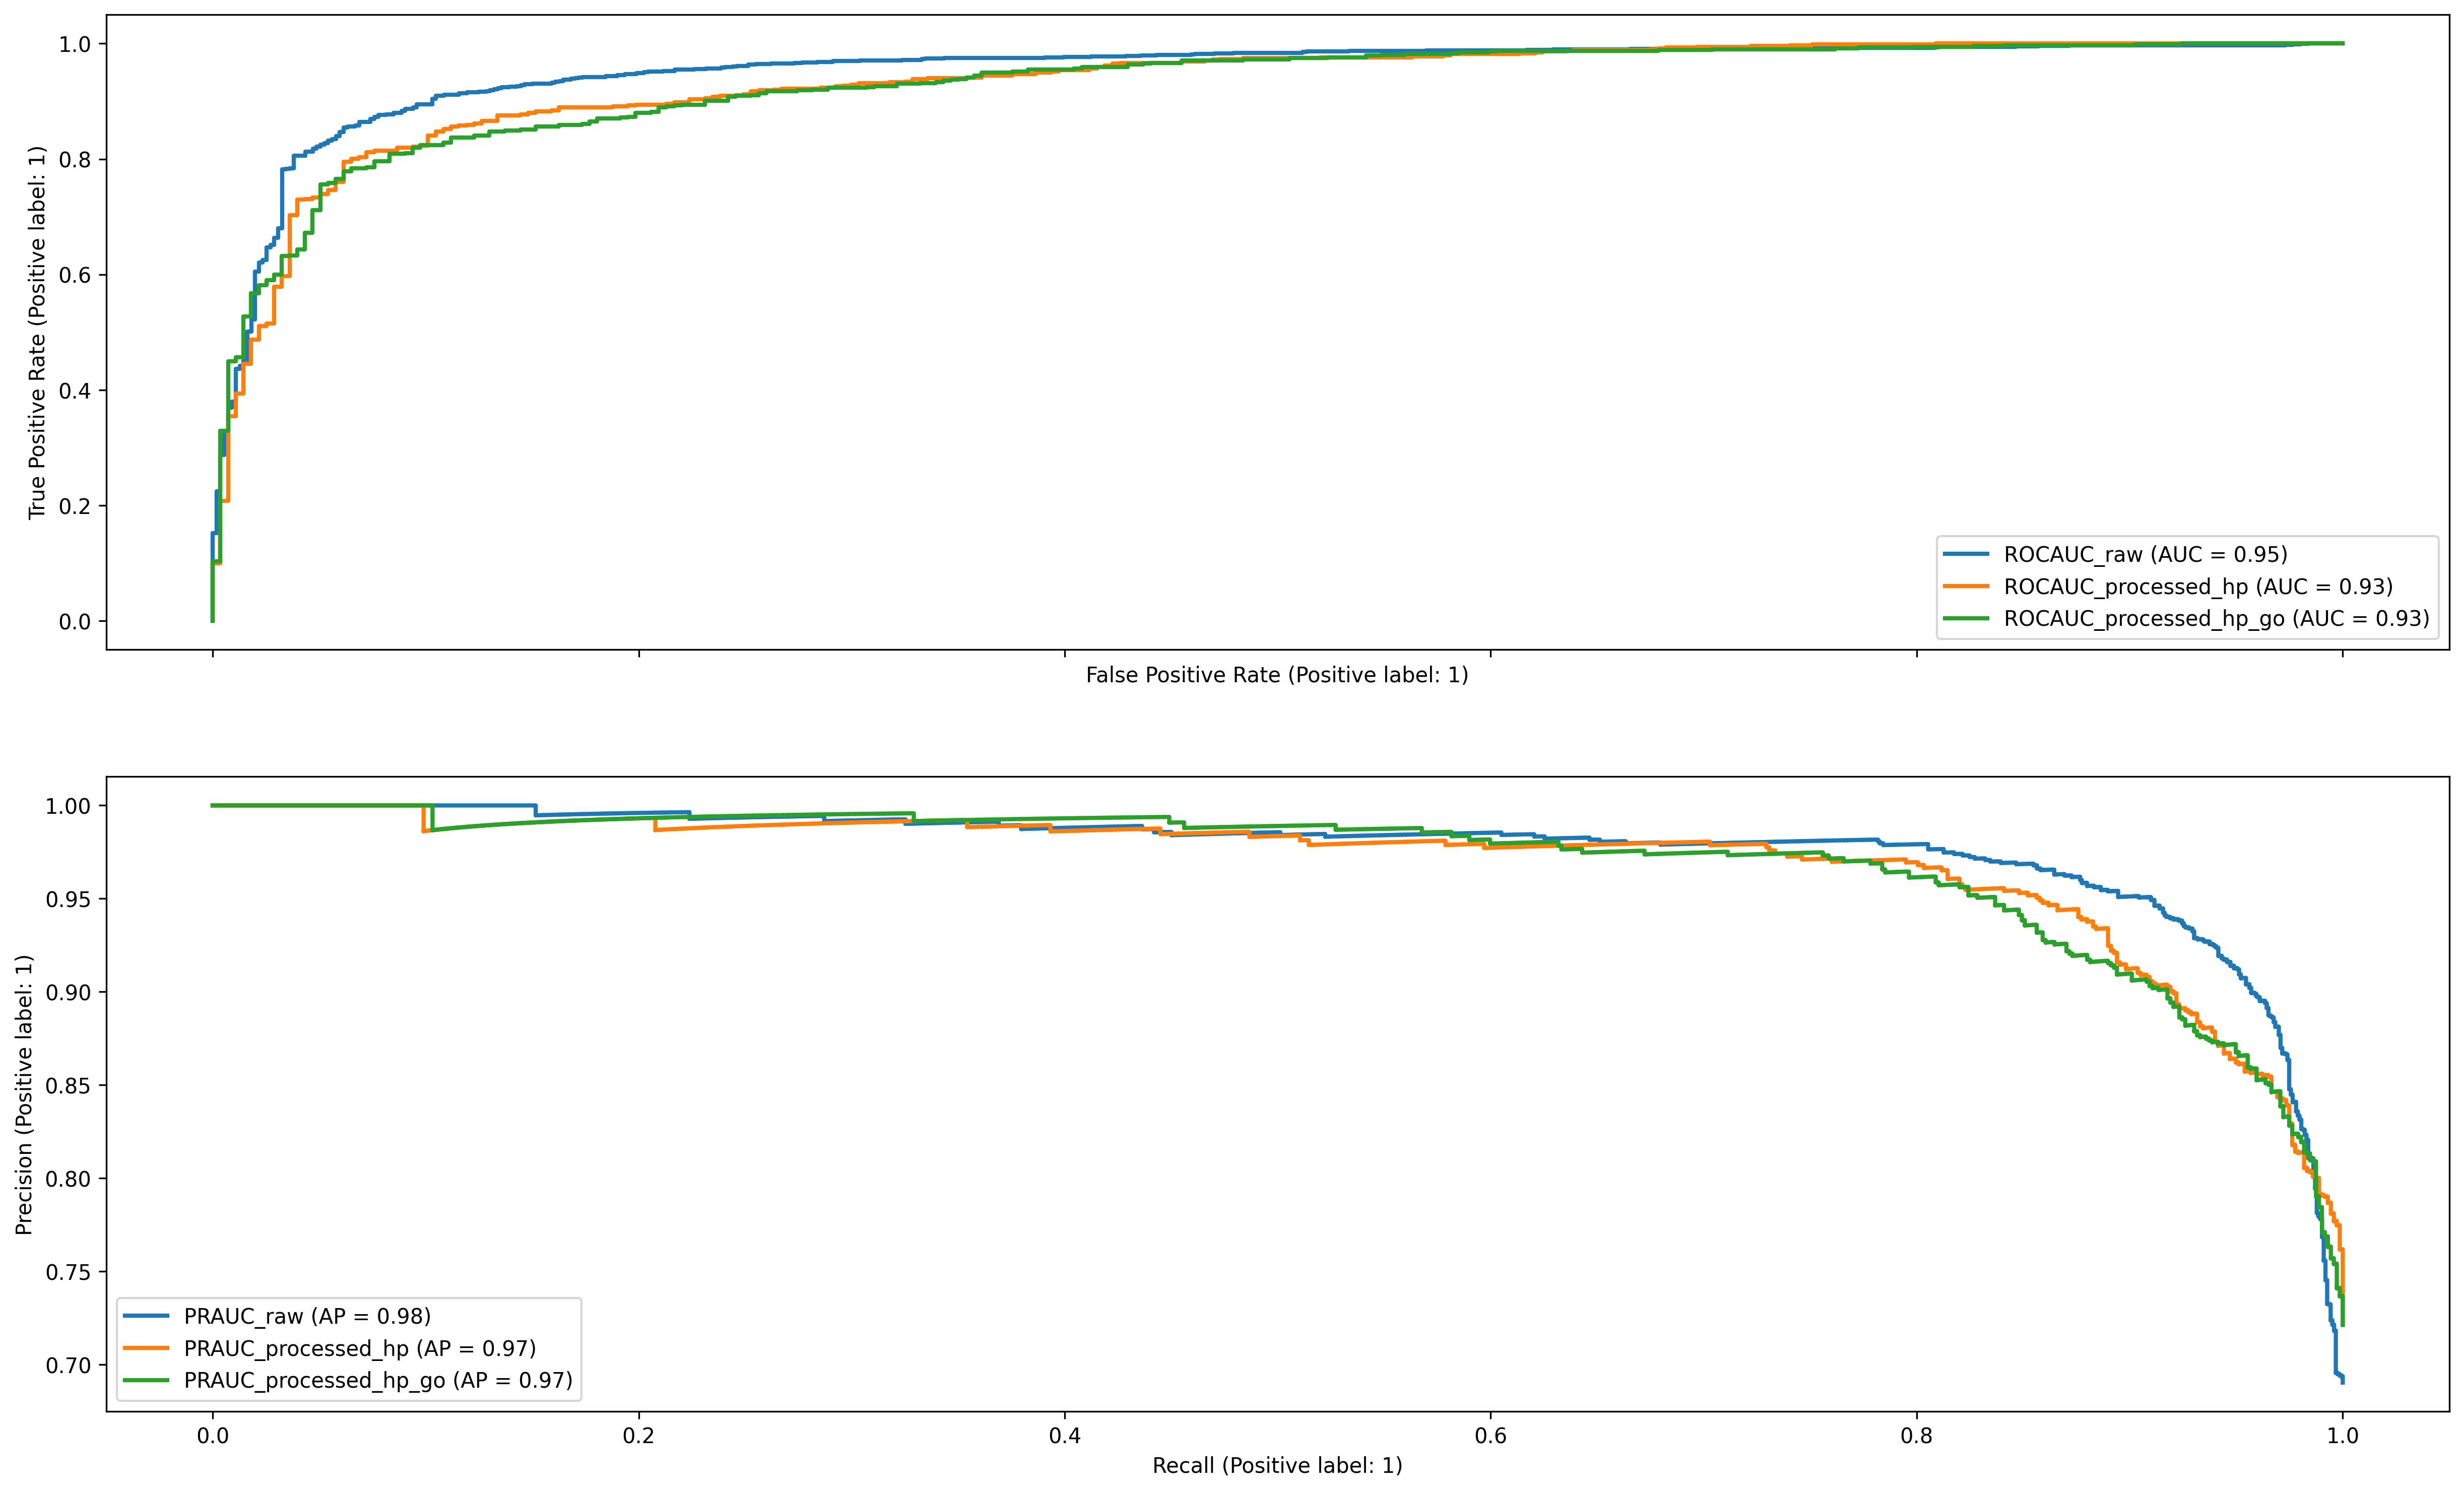 1.0
0.8
0.6
0.4
0.2
0.0
True Positive Rate (Positive label: 1)
ROCAUC_raw (AUC = 0.95)
ROCAUC_processed_hp (AUC = 0.93)
ROCAUC_processed_hp_go (AUC = 0.93)
False Positive Rate (Positive label: 1)
1.00
0.95
0.90
0.85
0.80
0.75
0.70
Precision (Positive label: 1)
PRAUC_raw (AP = 0.98)
PRAUC_processed_hp (AP = 0.97)
PRAUC_processed_hp_go (AP = 0.97)
0.0 0.2 0.4 0.6 0.8 1.0
Recall (Positive label: 1)